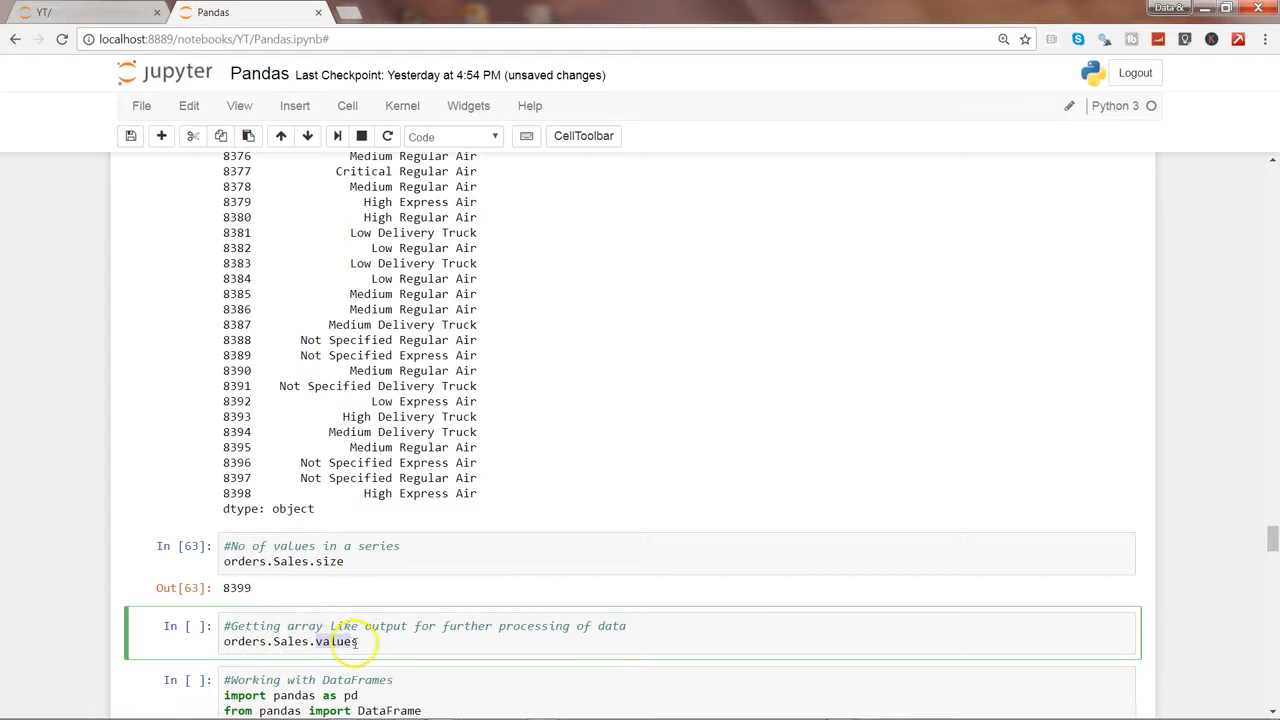 YT/
Pandas
Data &
localhost:8889/notebooks/YT/Pandas.ipynb#
jupyter Pandas Last Checkpoint: Yesterday at 4:54 PM (unsaved changes)
Logout
File Edit View Insert Cell Kernel Widgets Help
Python 3
Code
CellToolbar
8376 Medium Regular Air
8377 Critical Regular Air
8378 Medium Regular Air
8379 High Express Air
8380 High Regular Air
8381 Low Delivery Truck
8382 Low Regular Air
8383 Low Delivery Truck
8384 Low Regular Air
8385 Medium Regular Air
8386 Medium Regular Air
8387 Medium Delivery Truck
8388 Not Specified Regular Air
8389 Not Specified Express Air
8390 Medium Regular Air
8391 Not Specified Delivery Truck
8392 Low Express Air
8393 High Delivery Truck
8394 Medium Delivery Truck
8395 Medium Regular Air
8396 Not Specified Express Air
8397 Not Specified Regular Air
8398 High Express Air
dtype: object
In [63]: #No of values in a series
orders.Sales.size
Out[63]: 8399
In [ ]: #Getting array like output for further processing of data
orders.Sales.values
In [ ]: #Working with DataFrames
import pandas as pd
from pandas import DataFrame